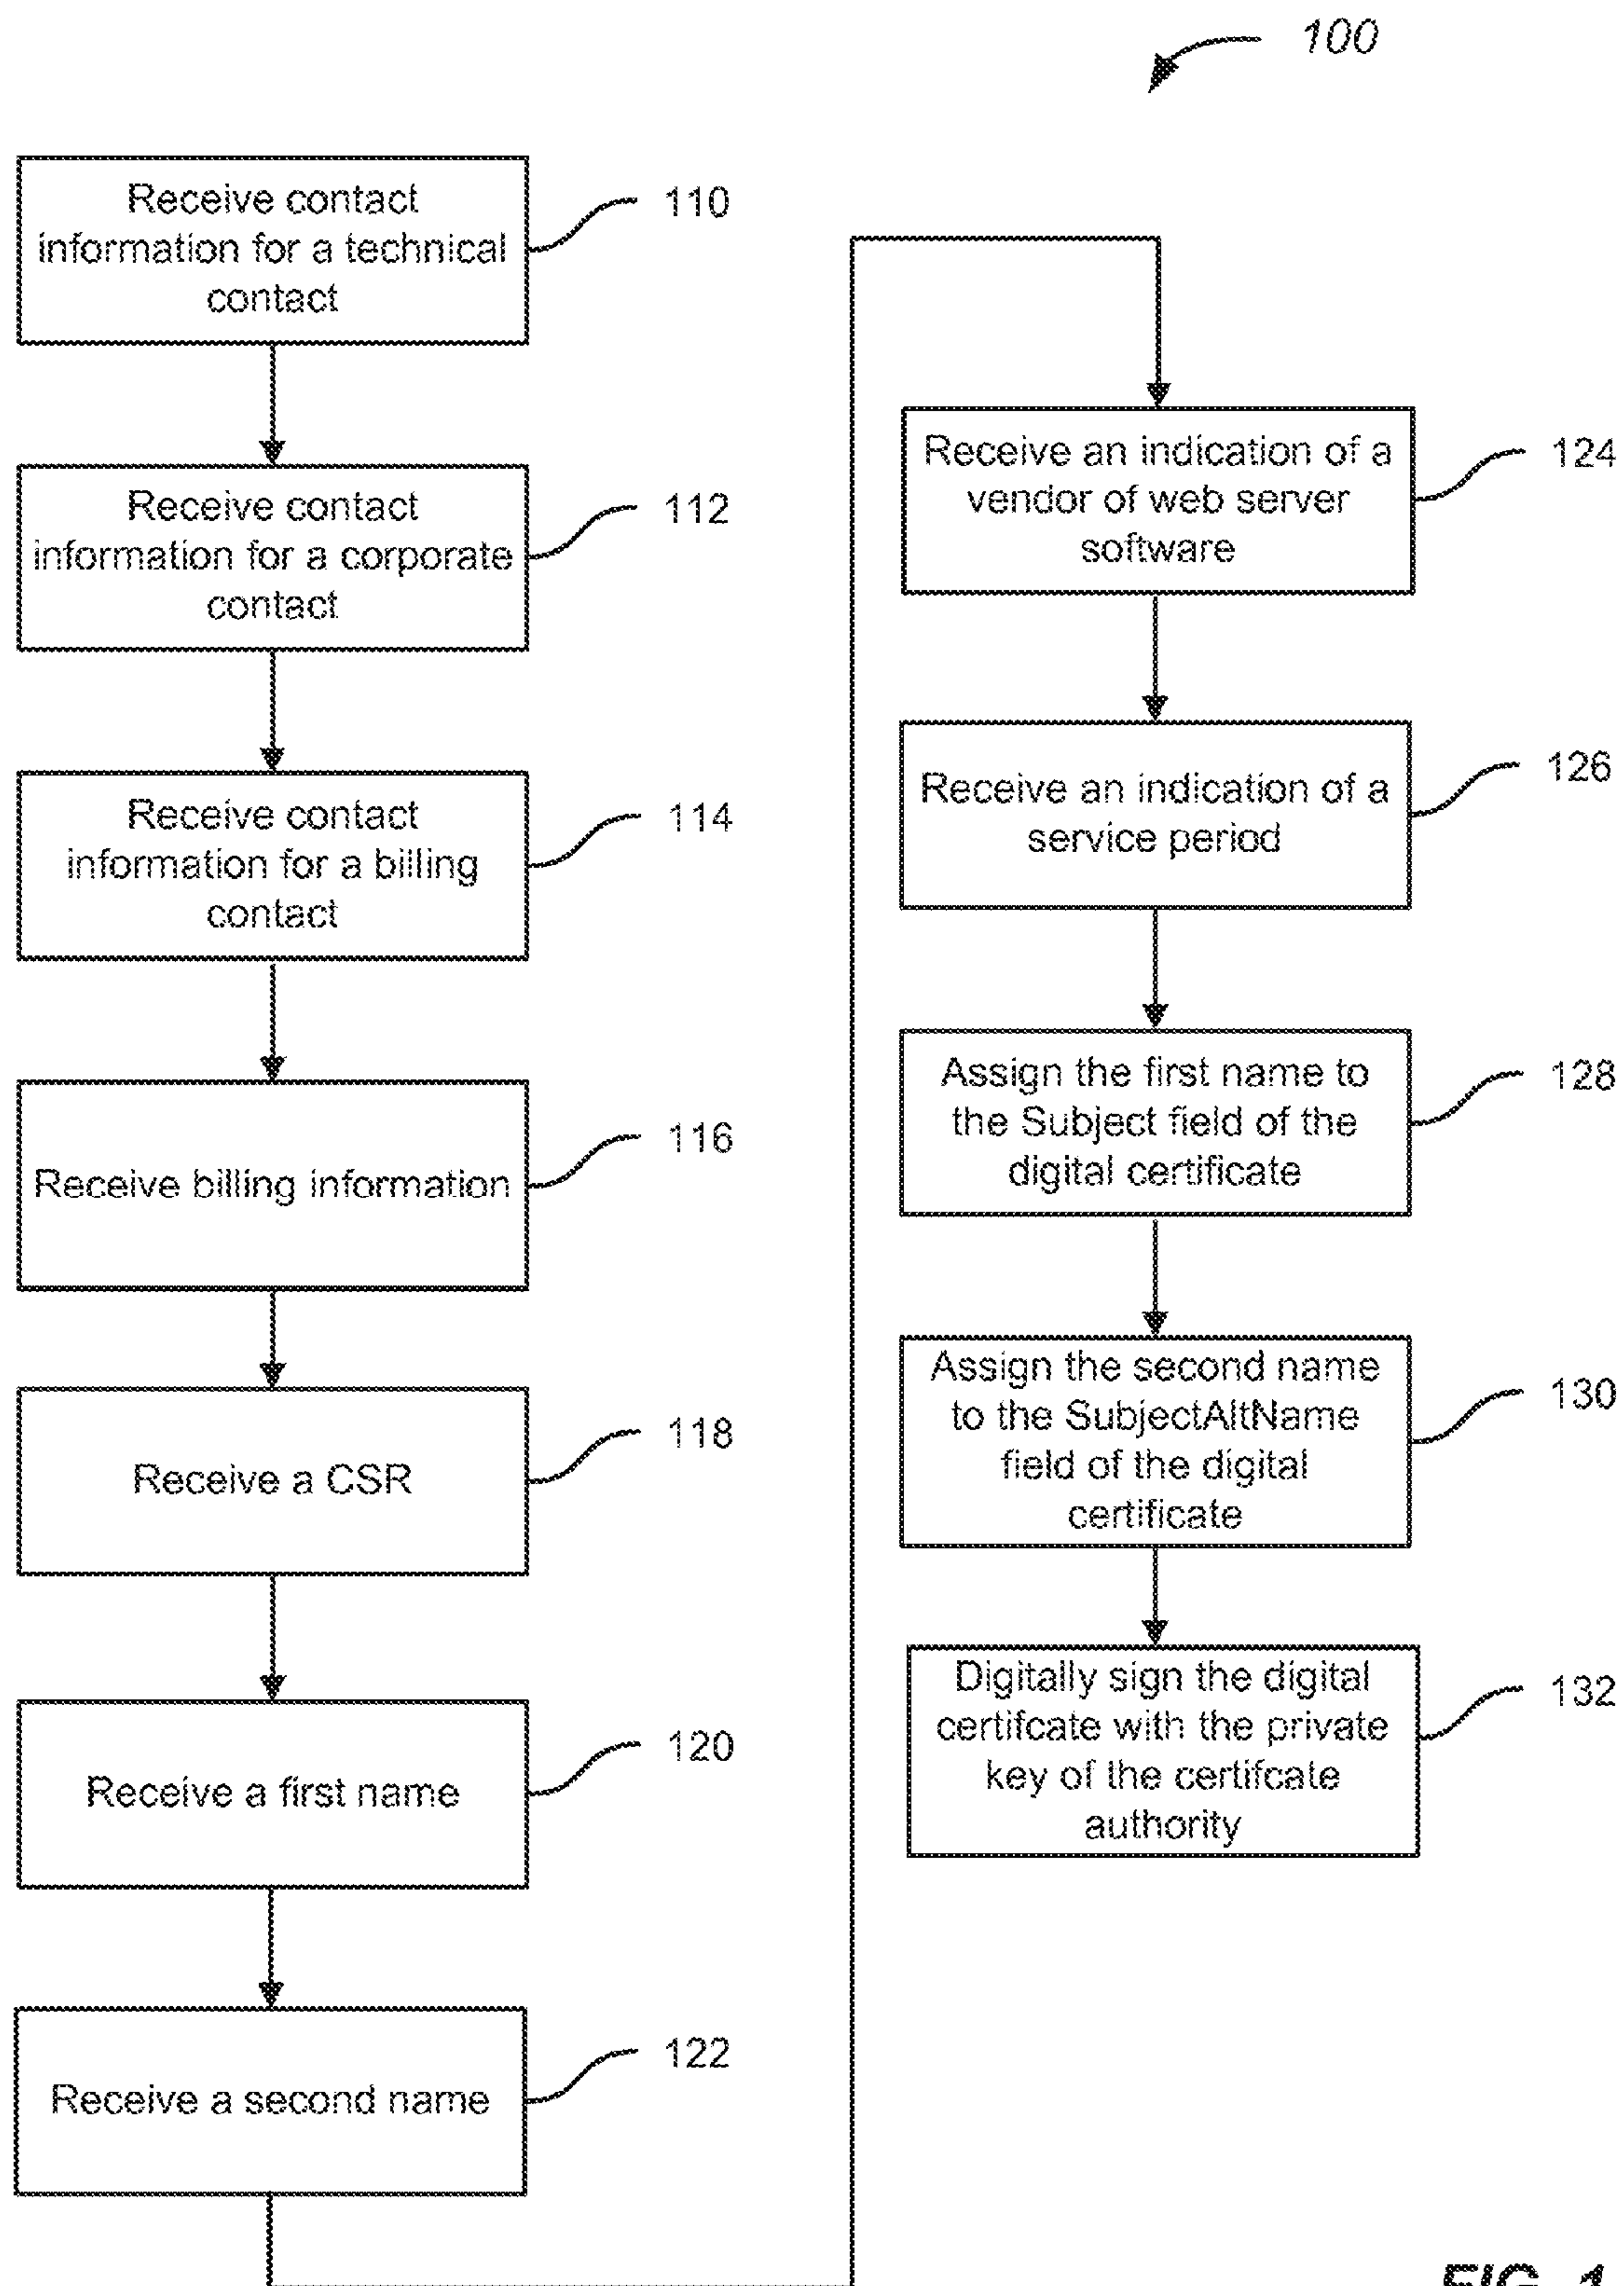 100
Receive contact
information for a technical
contact
110
Receive contact
information for a corporate
contact
112
Receive contact
information for a billing
contact
114
Receive billing information
116
Receive a CSR
118
Receive a first name
120
Receive a second name
122
Receive an indication of a
vendor of web server
software
124
Receive an indication of a
service period
126
Assign the first name to
the Subject field of the
digital certificate
128
Assign the second name
to the SubjectAltName
field of the digital
certificate
130
Digitally sign the digital
certifcate with the private
key of the certifcate
authority
132
FIG. 1